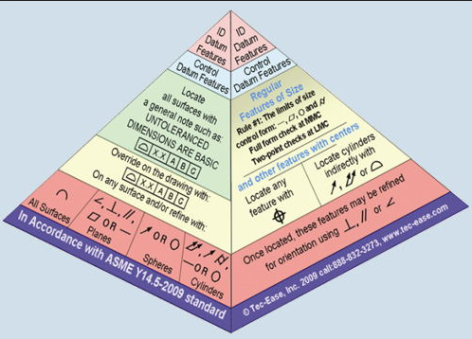 ID
Datum
Features
Control
Datum Features
Locate
all surfaces with
a general note such as:
UNTOLERANCED
DIMENSIONS ARE BASIC
⌓ X X A B C
Override on the drawing with:
⌓ X X A B C
On any surface and/or refine with:
⌒
All Surfaces
∠, ⊥, //,
⏥ OR —
Planes
↗ OR ○
Spheres
— OR ○
Cylinders
In Accordance with ASME Y14.5-2009 standard
ID
Datum
Features
Control
Datum Features
Regular
Features of Size
Rule #1: The limits of size
control form: —, ⏥, ○ and ⌭
Full form check at MMC
Two-point checks at LMC
and other features with centers
Locate any
feature with
⌖
Locate cylinders
indirectly with
↗, ⌰ or ⌓
Once located, these features may be refined
for orientation using ⊥, // or ∠
© Tec-Ease, Inc. 2009 call:888-832-3273, www.tec-ease.com